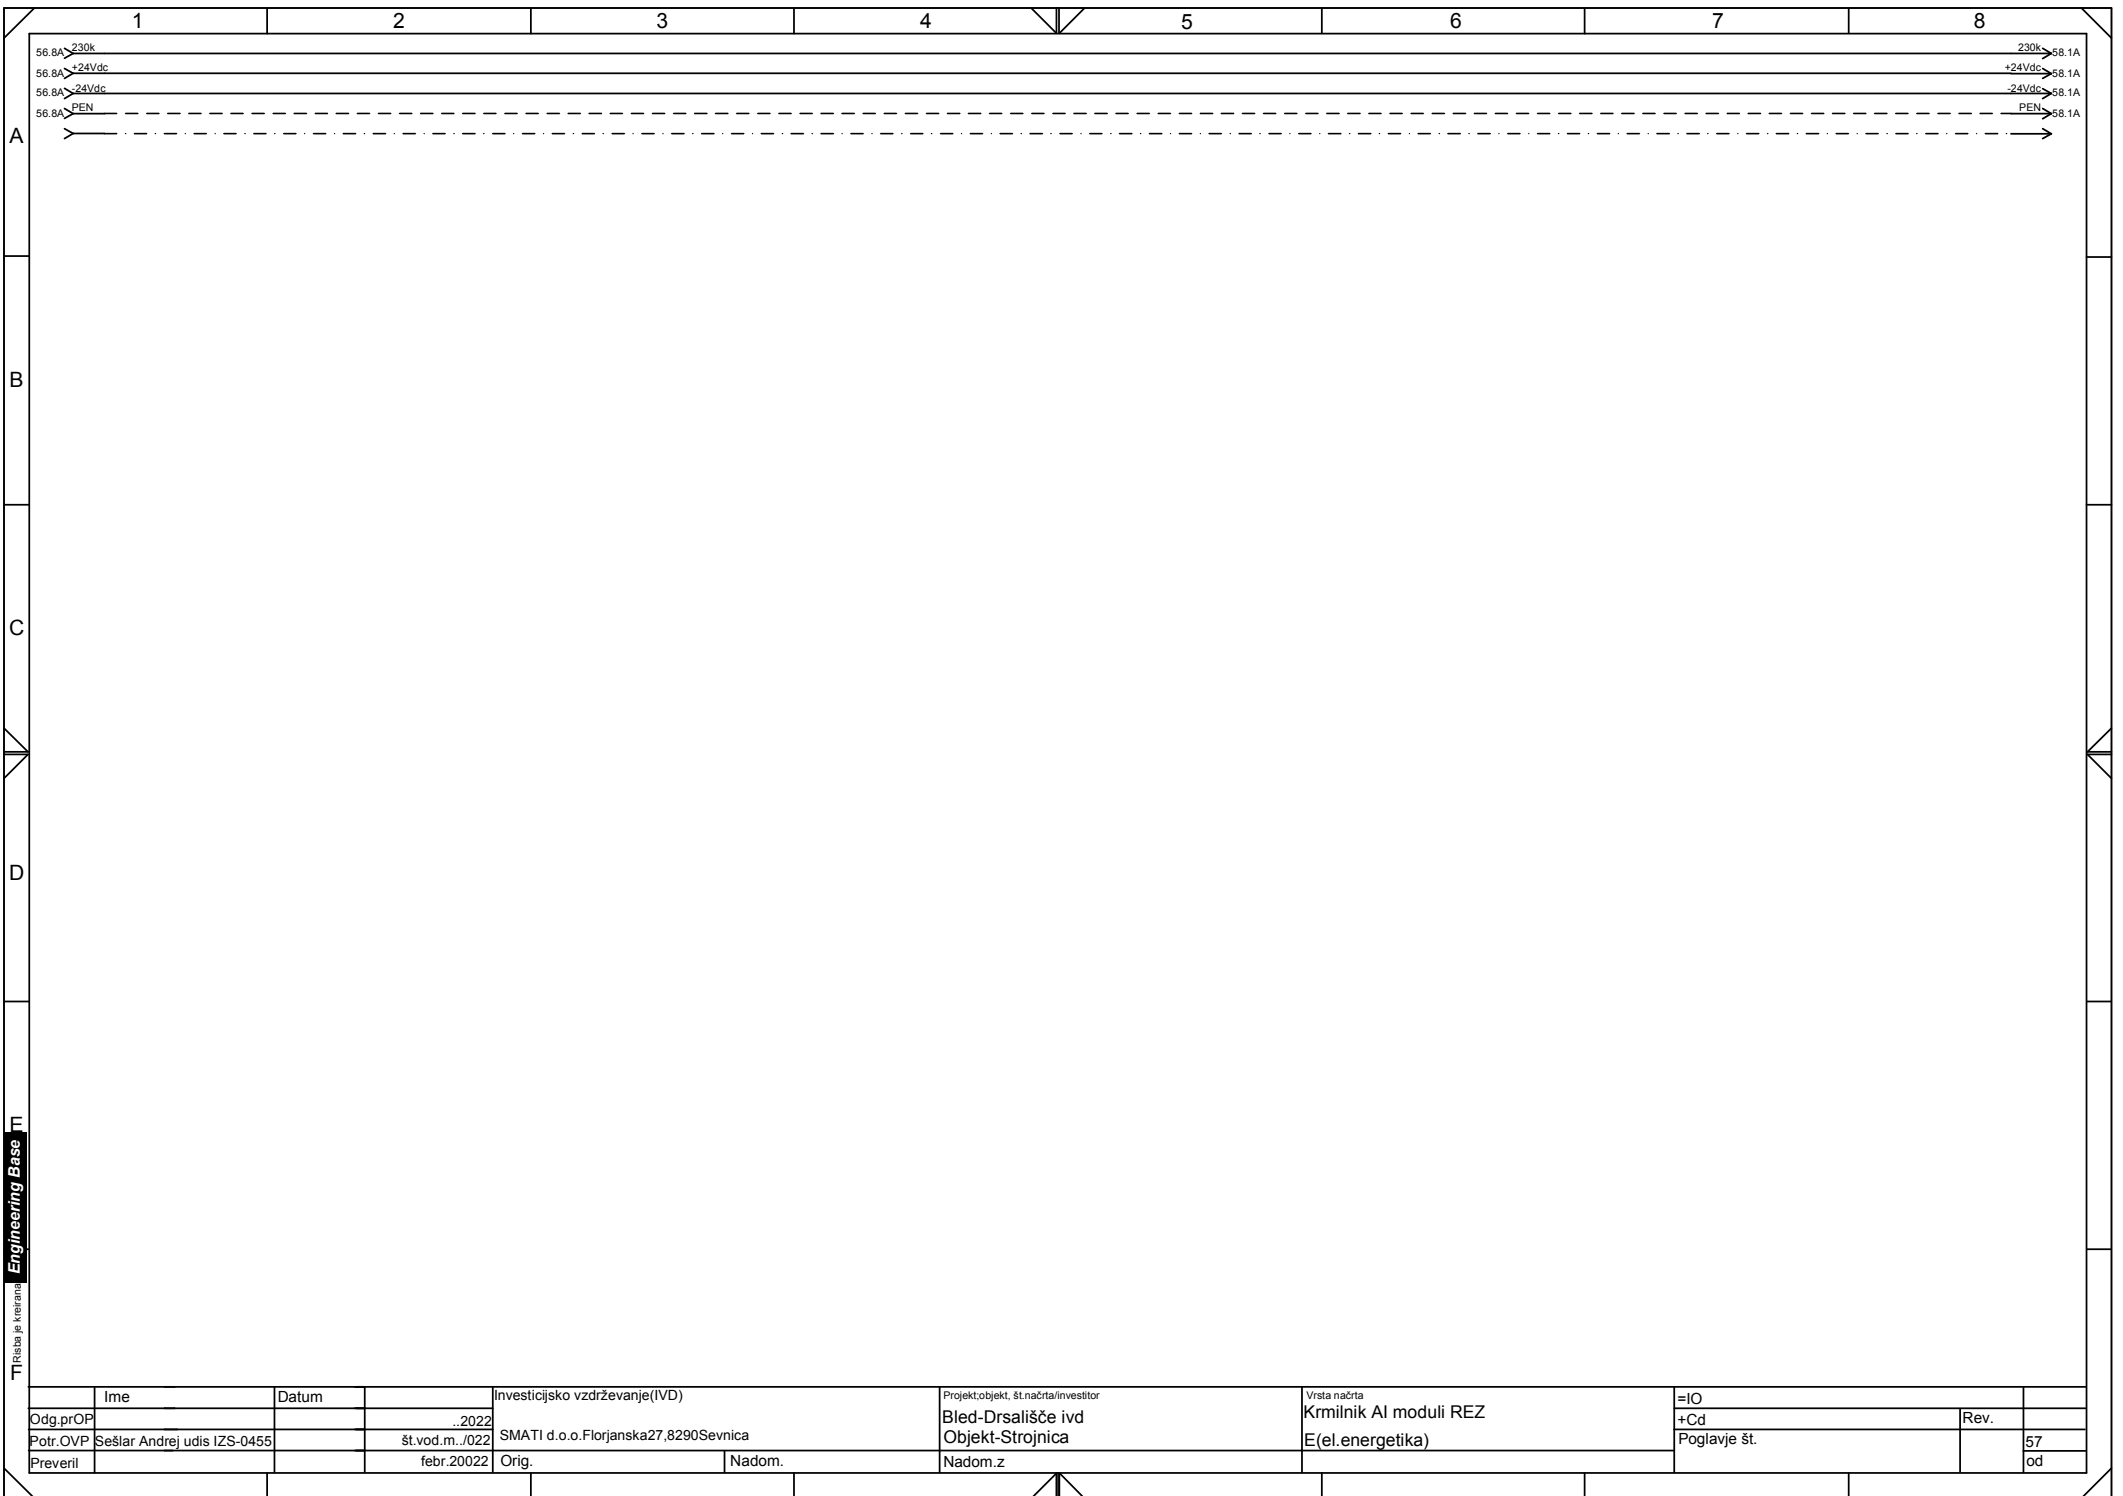 1 2 3 4 5 6 7 8
56.8A 230k 230k 58.1A
56.8A +24Vdc +24Vdc 58.1A
56.8A -24Vdc -24Vdc 58.1A
56.8A PEN PEN 58.1A
A
B
C
D
E
F
Risba je kreirana Engineering Base
Ime Datum Investicijsko vzdrževanje(IVD) Projekt;objekt, št.načrta/investitor Vrsta načrta =IO
Odg.prOP ..2022 Bled-Drsališče ivd Krmilnik AI moduli REZ +Cd Rev.
Potr.OVP Sešlar Andrej udis IZS-0455 št.vod.m../022 SMATI d.o.o.Florjanska27,8290Sevnica Objekt-Strojnica E(el.energetika) Poglavje št. 57
Preveril febr.20022 Orig. Nadom. Nadom.z od